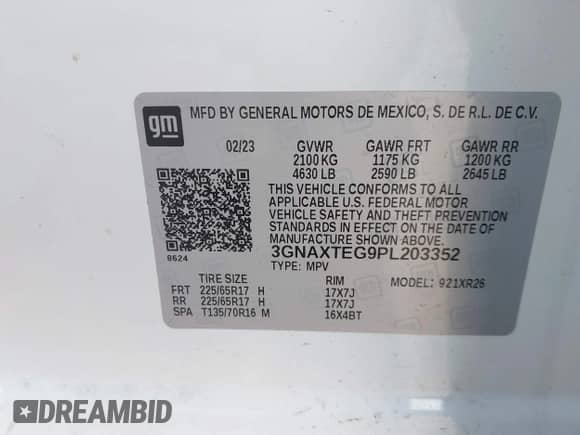 gm
MFD BY GENERAL MOTORS DE MEXICO, S. DE R.L. DE C.V.
02/23 GVWR GAWR FRT GAWR RR
2100 KG 1175 KG 1200 KG
4630 LB 2590 LB 2645 LB
THIS VEHICLE CONFORMS TO ALL
APPLICABLE U.S. FEDERAL MOTOR
VEHICLE SAFETY AND THEFT PREVENTION
STANDARDS IN EFFECT ON THE DATE OF
MANUFACTURE SHOWN ABOVE.
8624 3GNAXTEG9PL203352
TYPE: MPV
TIRE SIZE RIM MODEL: 921XR26
FRT 225/65R17 H 17X7J
RR 225/65R17 H 17X7J
SPA T135/70R16 M 16X4BT
DREAMBID